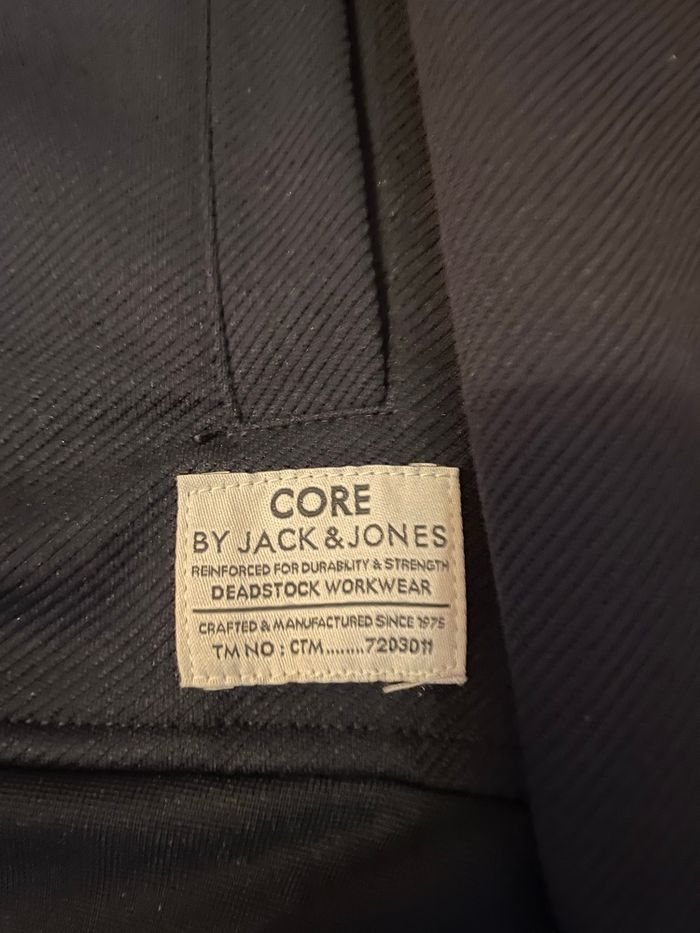 CORE
BY JACK & JONES
REINFORCED FOR DURABILITY & STRENGTH
DEADSTOCK WORKWEAR
CRAFTED & MANUFACTURED SINCE 1975
TM NO : CTM........7203011